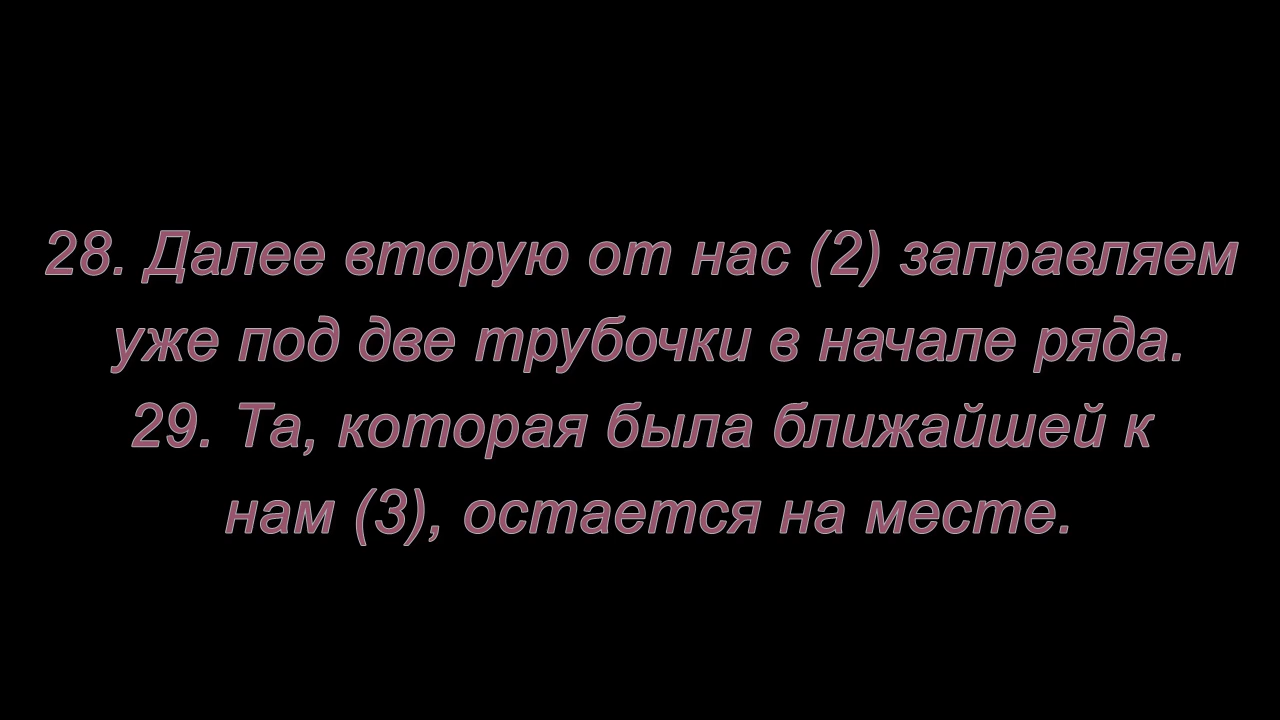 28. Далее вторую от нас (2) заправляем
уже под две трубочки в начале ряда.
29. Та, которая была ближайшей к
нам (3), остается на месте.